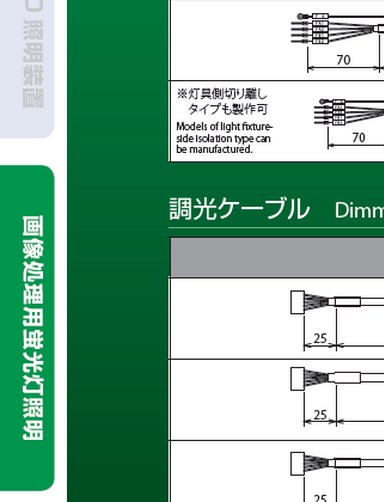 照明装置
画像処理用蛍光灯照明
70
※灯具側切り離し
タイプも製作可
Models of light fixture-
side isolation type can
be manufactured.
70
調光ケーブル Dimm
25
25
25